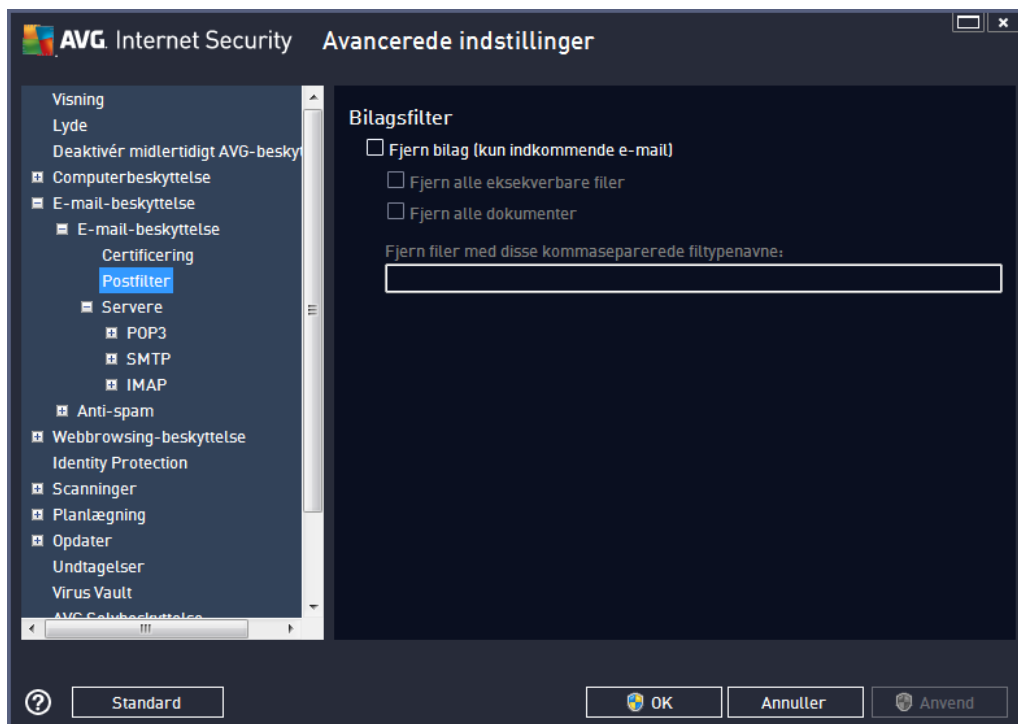 AVG. Internet Security Avancerede indstillinger
Visning
Lyde
Deaktivér midlertidigt AVG-besky
Computerbeskyttelse
E-mail-beskyttelse
E-mail-beskyttelse
Certificering
Postfilter
Servere
POP3
SMTP
IMAP
Anti-spam
Webbrowsing-beskyttelse
Identity Protection
Scanninger
Planlægning
Opdater
Undtagelser
Virus Vault
Bilagsfilter
Fjern bilag (kun indkommende e-mail)
Fjern alle eksekverbare filer
Fjern alle dokumenter
Fjern filer med disse kommaseparerede filtypenavne:
? Standard OK Annuller Anvend